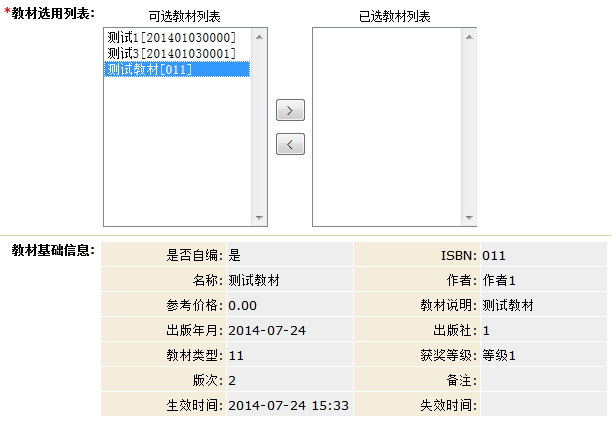 *教材选用列表:
可选教材列表
已选教材列表
测试1[201401030000]
测试3[201401030001]
测试教材[011]
>
<
教材基础信息:
是否自编: 是 ISBN: 011
名称: 测试教材 作者: 作者1
参考价格: 0.00 教材说明: 测试教材
出版年月: 2014-07-24 出版社: 1
教材类型: 11 获奖等级: 等级1
版次: 2 备注:
生效时间: 2014-07-24 15:33 失效时间: